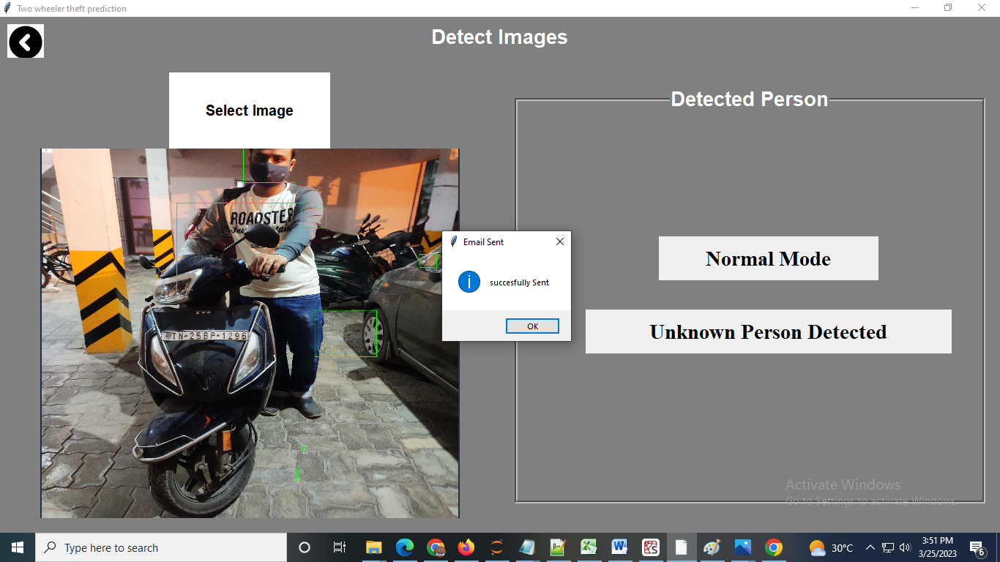 Two wheeler theft prediction
Detect Images
Select Image
Detected Person
ROADSTER
TVS
TN-25BP-1296
Email Sent
succesfully Sent
OK
Normal Mode
Unknown Person Detected
Activate Windows
Go to Settings to activate Windows.
Type here to search
30°C
3:51 PM
3/25/2023
6